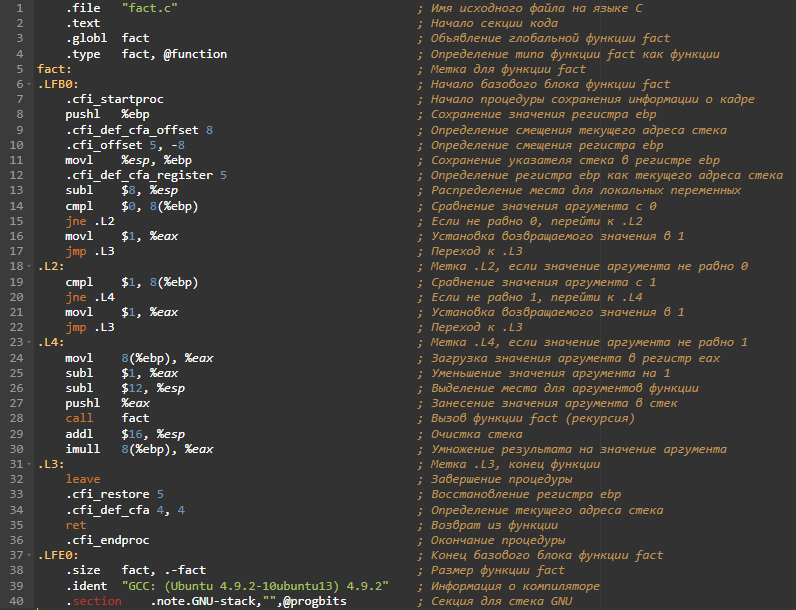 1 .file "fact.c" ; Имя исходного файла на языке C
2 .text ; Начало секции кода
3 .globl fact ; Объявление глобальной функции fact
4 .type fact, @function ; Определение типа функции fact как функции
5 fact: ; Метка для функции fact
6 .LFB0: ; Начало базового блока функции fact
7 .cfi_startproc ; Начало процедуры сохранения информации о кадре
8 pushl %ebp ; Сохранение значения регистра ebp
9 .cfi_def_cfa_offset 8 ; Определение смещения текущего адреса стека
10 .cfi_offset 5, -8 ; Определение смещения регистра ebp
11 movl %esp, %ebp ; Сохранение указателя стека в регистре ebp
12 .cfi_def_cfa_register 5 ; Определение регистра ebp как текущего адреса стека
13 subl $8, %esp ; Распределение места для локальных переменных
14 cmpl $0, 8(%ebp) ; Сравнение значения аргумента с 0
15 jne .L2 ; Если не равно 0, перейти к .L2
16 movl $1, %eax ; Установка возвращаемого значения в 1
17 jmp .L3 ; Переход к .L3
18 .L2: ; Метка .L2, если значение аргумента не равно 0
19 cmpl $1, 8(%ebp) ; Сравнение значения аргумента с 1
20 jne .L4 ; Если не равно 1, перейти к .L4
21 movl $1, %eax ; Установка возвращаемого значения в 1
22 jmp .L3 ; Переход к .L3
23 .L4: ; Метка .L4, если значение аргумента не равно 1
24 movl 8(%ebp), %eax ; Загрузка значения аргумента в регистр eax
25 subl $1, %eax ; Уменьшение значения аргумента на 1
26 subl $12, %esp ; Выделение места для аргументов функции
27 pushl %eax ; Занесение значения аргумента в стек
28 call fact ; Вызов функции fact (рекурсия)
29 addl $16, %esp ; Очистка стека
30 imull 8(%ebp), %eax ; Умножение результата на значение аргумента
31 .L3: ; Метка .L3, конец функции
32 leave ; Завершение процедуры
33 .cfi_restore 5 ; Восстановление регистра ebp
34 .cfi_def_cfa 4, 4 ; Определение текущего адреса стека
35 ret ; Возврат из функции
36 .cfi_endproc ; Окончание процедуры
37 .LFE0: ; Конец базового блока функции fact
38 .size fact, .-fact ; Размер функции fact
39 .ident "GCC: (Ubuntu 4.9.2-10ubuntu13) 4.9.2" ; Информация о компиляторе
40 .section .note.GNU-stack,"",@progbits ; Секция для стека GNU